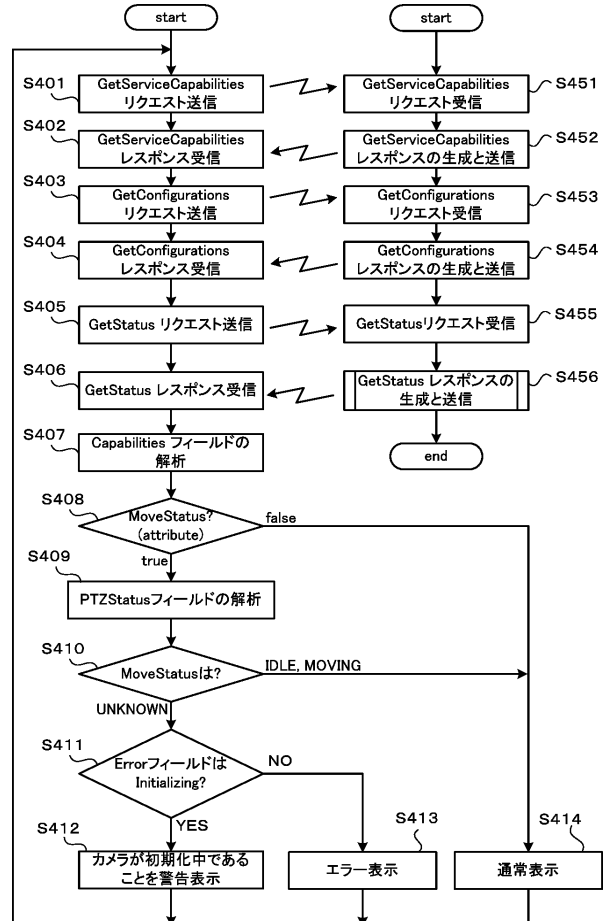 start
start
S401
GetServiceCapabilities
リクエスト送信
GetServiceCapabilities
リクエスト受信
S451
S402
GetServiceCapabilities
レスポンス受信
GetServiceCapabilities
レスポンスの生成と送信
S452
S403
GetConfigurations
リクエスト送信
GetConfigurations
リクエスト受信
S453
S404
GetConfigurations
レスポンス受信
GetConfigurations
レスポンスの生成と送信
S454
S405
GetStatus リクエスト送信
GetStatusリクエスト受信
S455
S406
GetStatus レスポンス受信
GetStatus レスポンスの
生成と送信
S456
S407
Capabilities フィールドの
解析
end
S408
MoveStatus?
(attribute)
false
true
S409
PTZStatusフィールドの解析
S410
MoveStatusは?
IDLE, MOVING
UNKNOWN
S411
Errorフィールドは
Initializing?
NO
YES
S412
カメラが初期化中である
ことを警告表示
S413
エラー表示
S414
通常表示